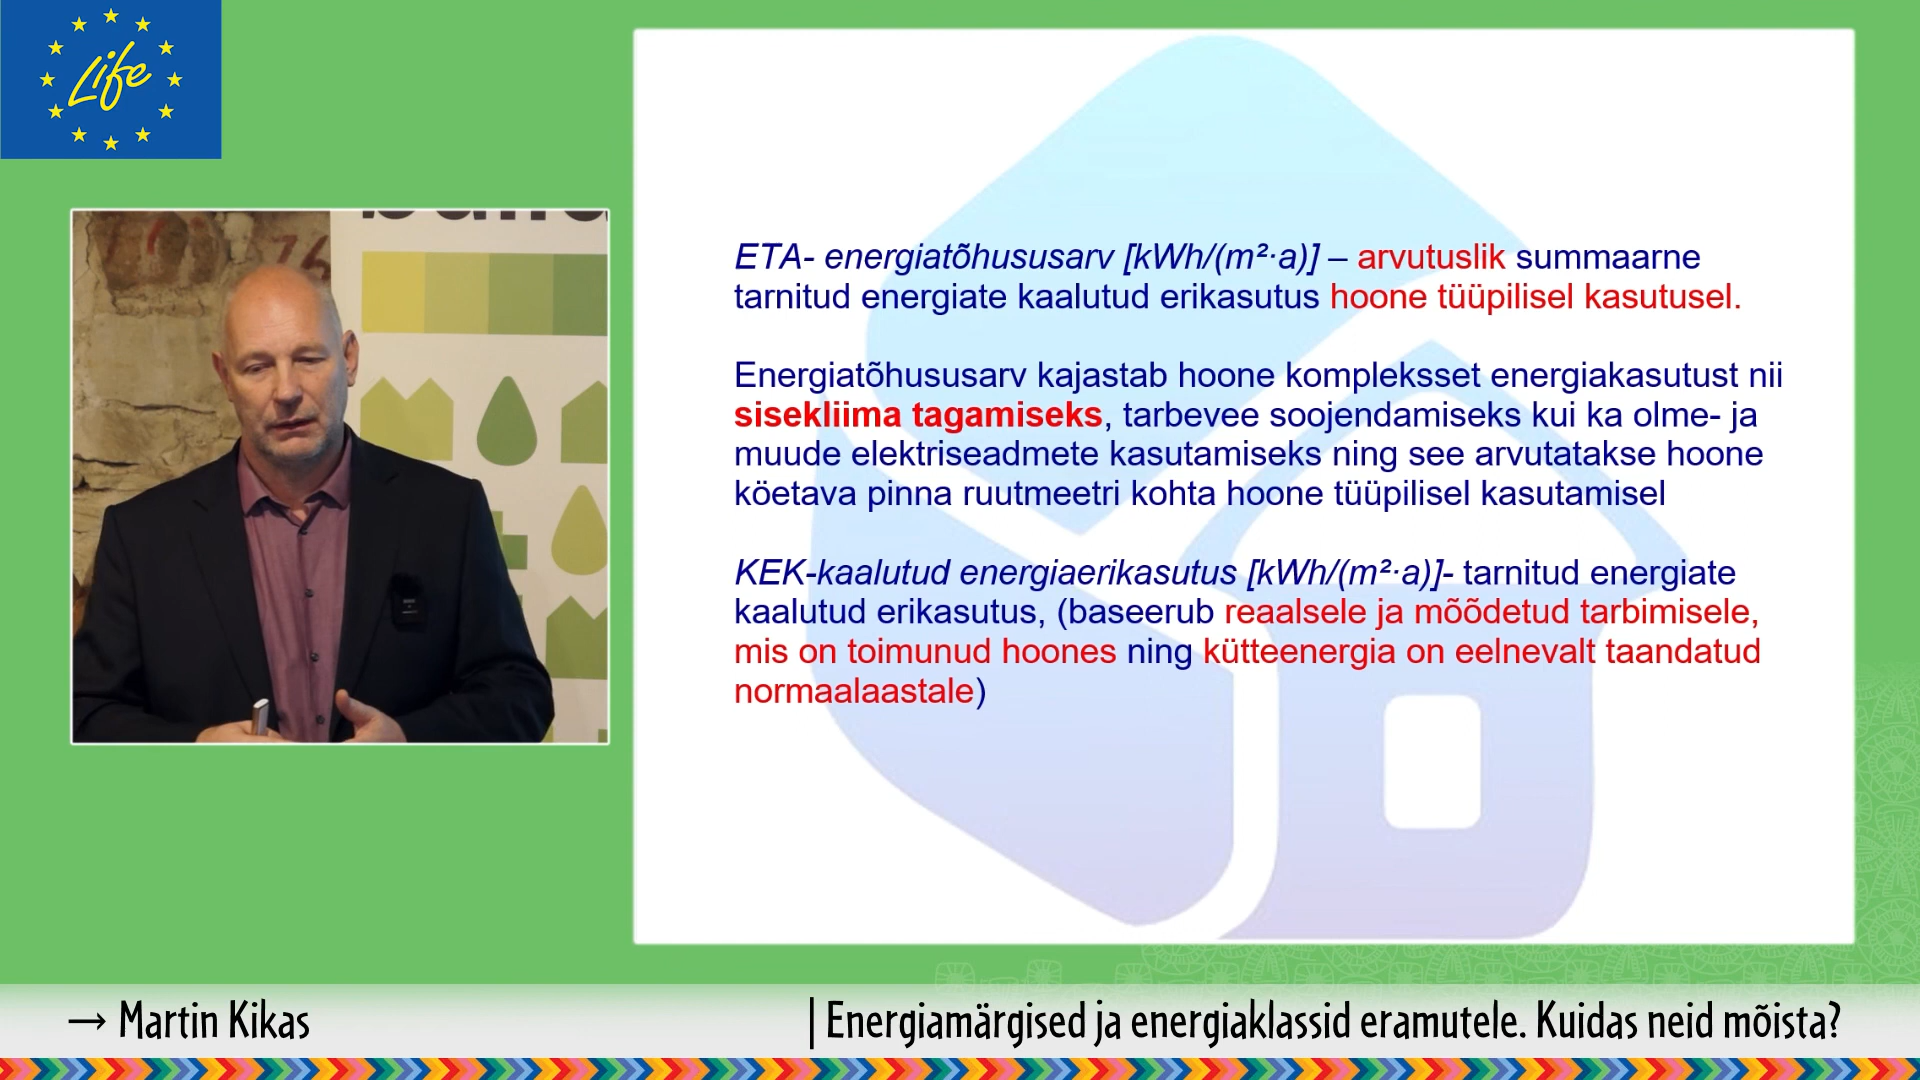 Life
76
ETA- energiatõhususarv [kWh/(m²·a)] – arvutuslik summaarne
tarnitud energiate kaalutud erikasutus hoone tüüpilisel kasutusel.
Energiatõhususarv kajastab hoone kompleksset energiakasutust nii
sisekliima tagamiseks, tarbevee soojendamiseks kui ka olme- ja
muude elektriseadmete kasutamiseks ning see arvutatakse hoone
köetava pinna ruutmeetri kohta hoone tüüpilisel kasutamisel
KEK-kaalutud energiaerikasutus [kWh/(m²·a)]- tarnitud energiate
kaalutud erikasutus, (baseerub reaalsele ja mõõdetud tarbimisele,
mis on toimunud hoones ning kütteenergia on eelnevalt taandatud
normaalaastale)
→ Martin Kikas
| Energiamärgised ja energiaklassid eramutele. Kuidas neid mõista?